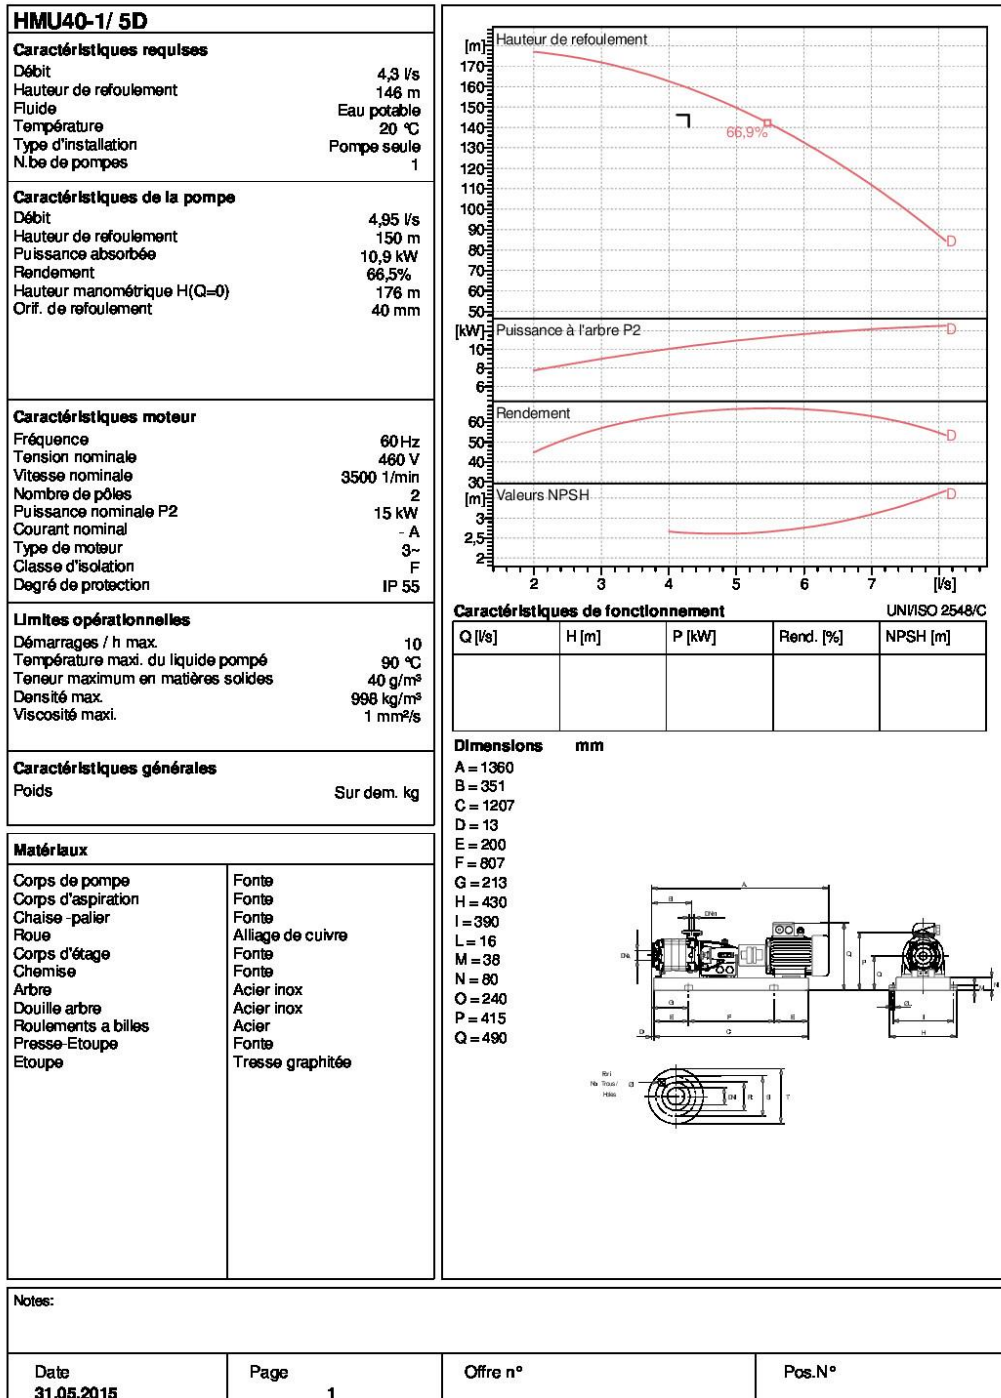 HMU40-1/ 5D
Caractéristiques requises
Débit 4,3 l/s
Hauteur de refoulement 146 m
Fluide Eau potable
Température 20 °C
Type d'installation Pompe seule
N.be de pompes 1
Caractéristiques de la pompe
Débit 4,95 l/s
Hauteur de refoulement 150 m
Puissance absorbée 10,9 kW
Rendement 66,5%
Hauteur manométrique H(Q=0) 176 m
Orif. de refoulement 40 mm
Caractéristiques moteur
Fréquence 60 Hz
Tension nominale 460 V
Vitesse nominale 3500 1/min
Nombre de pôles 2
Puissance nominale P2 15 kW
Courant nominal - A
Type de moteur 3~
Classe d'isolation F
Degré de protection IP 55
Limites opérationnelles
Démarrages / h max. 10
Température maxi. du liquide pompé 90 °C
Teneur maximum en matières solides 40 g/m³
Densité max. 998 kg/m³
Viscosité maxi. 1 mm²/s
Caractéristiques générales
Poids Sur dem. kg
Matériaux
Corps de pompe Fonte
Corps d'aspiration Fonte
Chaise -palier Fonte
Roue Alliage de cuivre
Corps d'étage Fonte
Chemise Fonte
Arbre Acier inox
Douille arbre Acier inox
Roulements a billes Acier
Presse-Etoupe Fonte
Etoupe Tresse graphitée
[m] Hauteur de refoulement
170
160
150
140
66,9%
130
120
110
100
90
D
80
70
60
50
[kW] Puissance à l'arbre P2
D
10
8
6
Rendement
60
50
D
40
30
[m] Valeurs NPSH
D
3
2,5
2
2 3 4 5 6 7 [l/s]
Caractéristiques de fonctionnement UNI/ISO 2548/C
Q [l/s] H [m] P [kW] Rend. [%] NPSH [m]
Dimensions mm
A = 1360
B = 351
C = 1207
D = 13
E = 200
F = 807
G = 213
H = 430
I = 390
L = 16
M = 38
N = 80
O = 240
P = 415
Q = 490
A
B
G
E
F
E
C
I
H
Notes:
Date Page Offre n° Pos.N°
31.05.2015 1